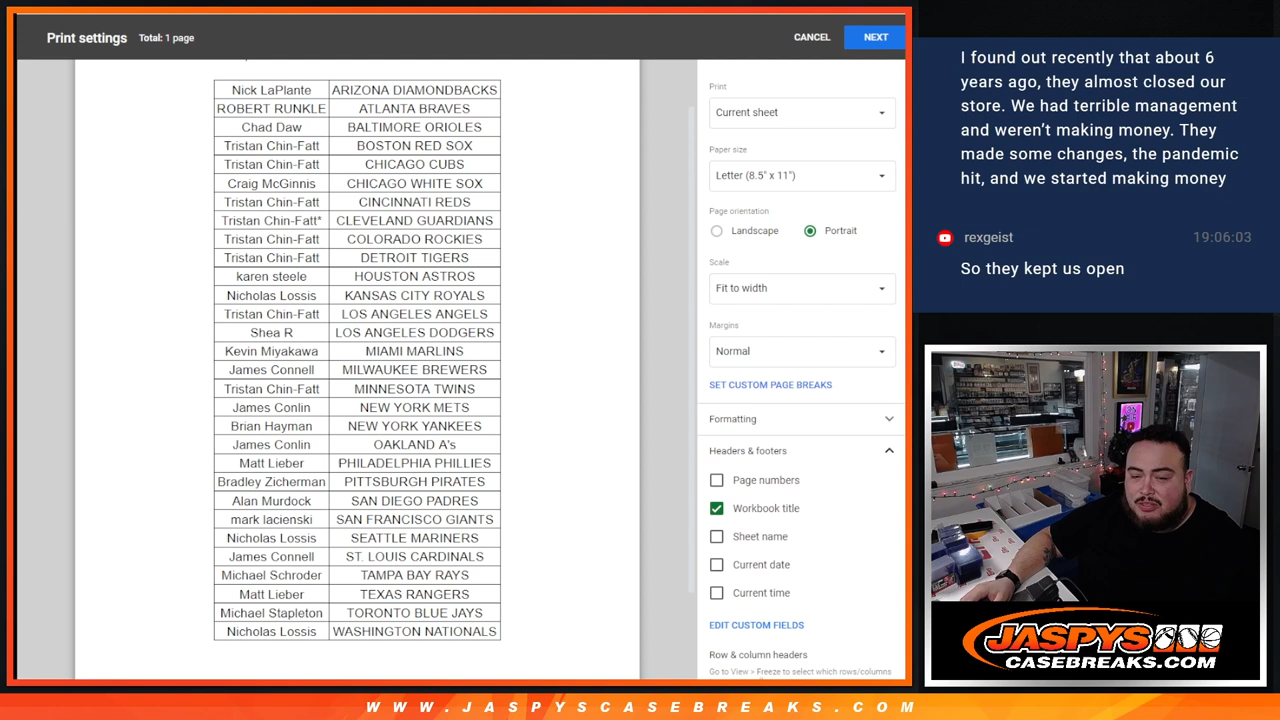 Print settings Total: 1 page CANCEL NEXT
Nick LaPlante ARIZONA DIAMONDBACKS
ROBERT RUNKLE ATLANTA BRAVES
Chad Daw BALTIMORE ORIOLES
Tristan Chin-Fatt BOSTON RED SOX
Tristan Chin-Fatt CHICAGO CUBS
Craig McGinnis CHICAGO WHITE SOX
Tristan Chin-Fatt CINCINNATI REDS
Tristan Chin-Fatt* CLEVELAND GUARDIANS
Tristan Chin-Fatt COLORADO ROCKIES
Tristan Chin-Fatt DETROIT TIGERS
karen steele HOUSTON ASTROS
Nicholas Lossis KANSAS CITY ROYALS
Tristan Chin-Fatt LOS ANGELES ANGELS
Shea R LOS ANGELES DODGERS
Kevin Miyakawa MIAMI MARLINS
James Connell MILWAUKEE BREWERS
Tristan Chin-Fatt MINNESOTA TWINS
James Conlin NEW YORK METS
Brian Hayman NEW YORK YANKEES
James Conlin OAKLAND A's
Matt Lieber PHILADELPHIA PHILLIES
Bradley Zicherman PITTSBURGH PIRATES
Alan Murdock SAN DIEGO PADRES
mark lacienski SAN FRANCISCO GIANTS
Nicholas Lossis SEATTLE MARINERS
James Connell ST. LOUIS CARDINALS
Michael Schroder TAMPA BAY RAYS
Matt Lieber TEXAS RANGERS
Michael Stapleton TORONTO BLUE JAYS
Nicholas Lossis WASHINGTON NATIONALS
Print
Current sheet
Paper size
Letter (8.5" x 11")
Page orientation
Landscape Portrait
Scale
Fit to width
Margins
Normal
SET CUSTOM PAGE BREAKS
Formatting
Headers & footers
Page numbers
Workbook title
Sheet name
Current date
Current time
EDIT CUSTOM FIELDS
Row & column headers
Go to View > Freeze to select which rows/columns
I found out recently that about 6
years ago, they almost closed our
store. We had terrible management
and weren't making money. They
made some changes, the pandemic
hit, and we started making money
rexgeist 19:06:03
So they kept us open
JASPYS
CASEBREAKS.COM
WWW.JASPYSCASEBREAKS.COM